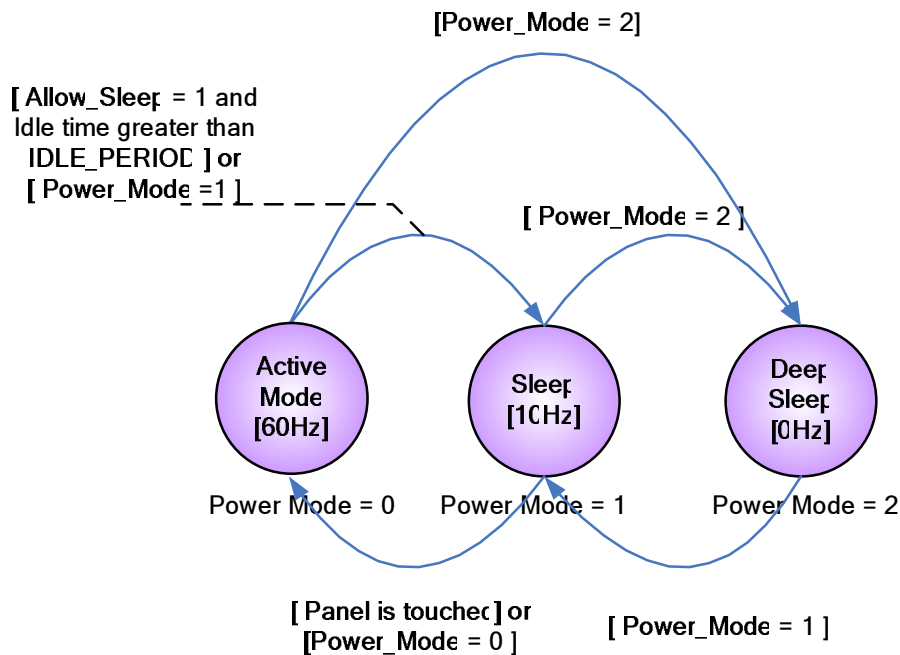 [Power_Mode = 2]
[ Allow_Sleep = 1 and
Idle time greater than
IDLE_PERIOD ] or
[ Power_Mode =1 ]
[ Power_Mode = 2 ]
Active
Mode
[60Hz]
Sleep
[10Hz]
Deep
Sleep
[0Hz]
Power Mode = 0
Power Mode = 1
Power Mode = 2
[ Panel is touched ] or
[Power_Mode = 0 ]
[ Power_Mode = 1 ]